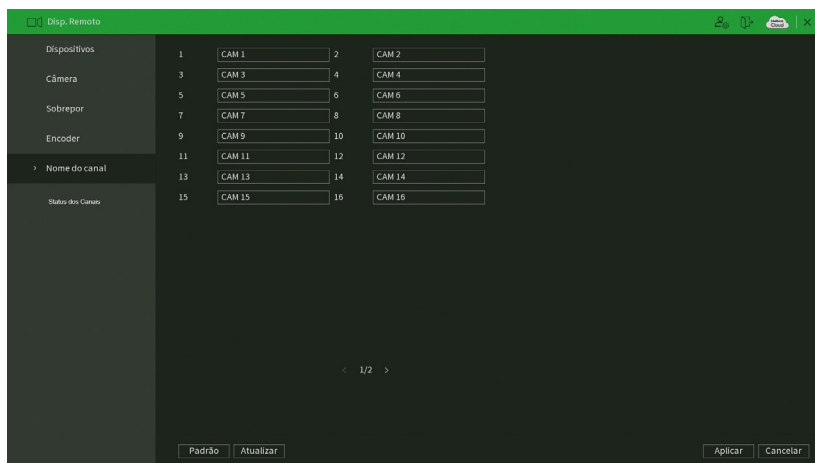 Disp. Remoto
Dispositivos
Câmera
Sobrepor
Encoder
> Nome do canal
Status dos Canais
1 CAM 1 2 CAM 2
3 CAM 3 4 CAM 4
5 CAM 5 6 CAM 6
7 CAM 7 8 CAM 8
9 CAM 9 10 CAM 10
11 CAM 11 12 CAM 12
13 CAM 13 14 CAM 14
15 CAM 15 16 CAM 16
< 1/2 >
Padrão Atualizar Aplicar Cancelar